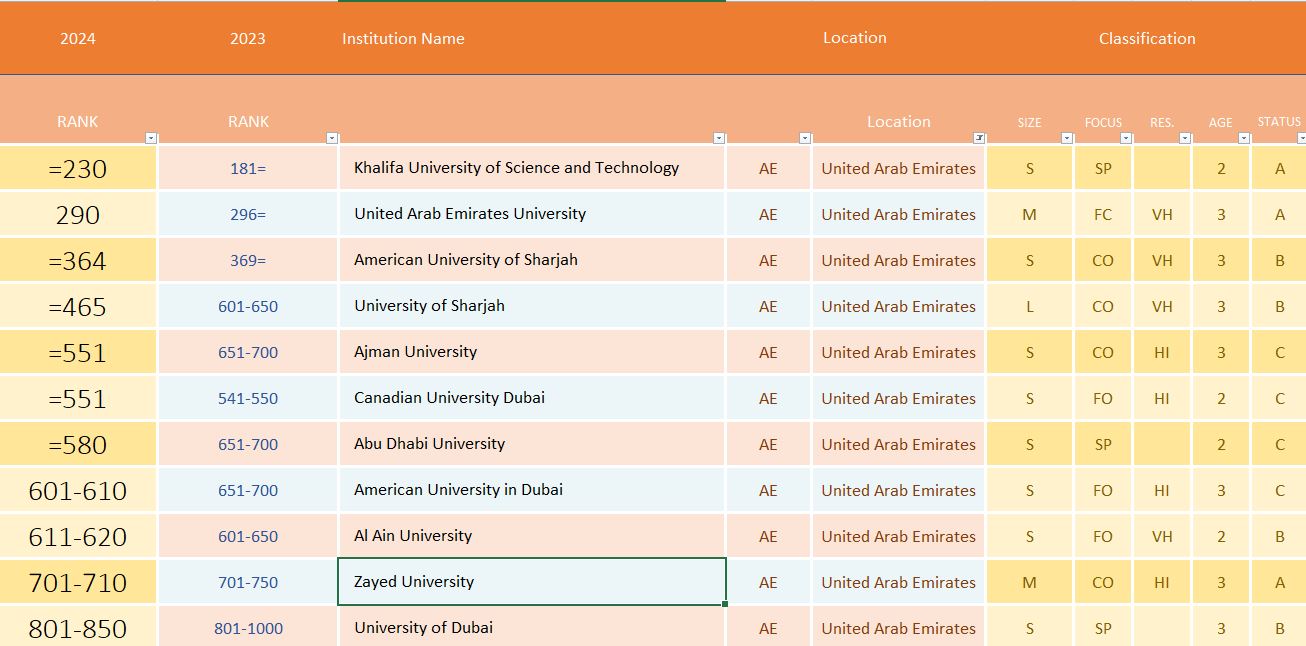 2024 2023 Institution Name Location Classification
RANK RANK Location SIZE FOCUS RES. AGE STATUS
=230 181= Khalifa University of Science and Technology AE United Arab Emirates S SP 2 A
290 296= United Arab Emirates University AE United Arab Emirates M FC VH 3 A
=364 369= American University of Sharjah AE United Arab Emirates S CO VH 3 B
=465 601-650 University of Sharjah AE United Arab Emirates L CO VH 3 B
=551 651-700 Ajman University AE United Arab Emirates S CO HI 3 C
=551 541-550 Canadian University Dubai AE United Arab Emirates S FO HI 2 C
=580 651-700 Abu Dhabi University AE United Arab Emirates S SP 2 C
601-610 651-700 American University in Dubai AE United Arab Emirates S FO HI 3 C
611-620 601-650 Al Ain University AE United Arab Emirates S FO VH 2 B
701-710 701-750 Zayed University AE United Arab Emirates M CO HI 3 A
801-850 801-1000 University of Dubai AE United Arab Emirates S SP 3 B